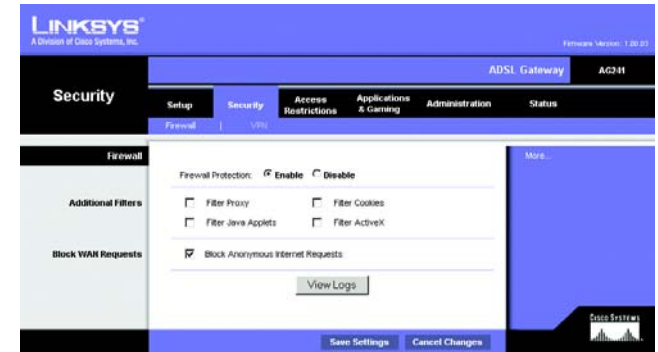 LINKSYS®
A Division of Cisco Systems, Inc.
Firmware Version: 1.00.01
ADSL Gateway AG241
Security
Setup Security Access Restrictions Applications & Gaming Administration Status
Firewall | VPN
Firewall
More...
Firewall Protection: Enable Disable
Additional Filters
Filter Proxy Filter Cookies
Filter Java Applets Filter ActiveX
Block WAN Requests
Block Anonymous Internet Requests
View Logs
Save Settings Cancel Changes
CISCO SYSTEMS